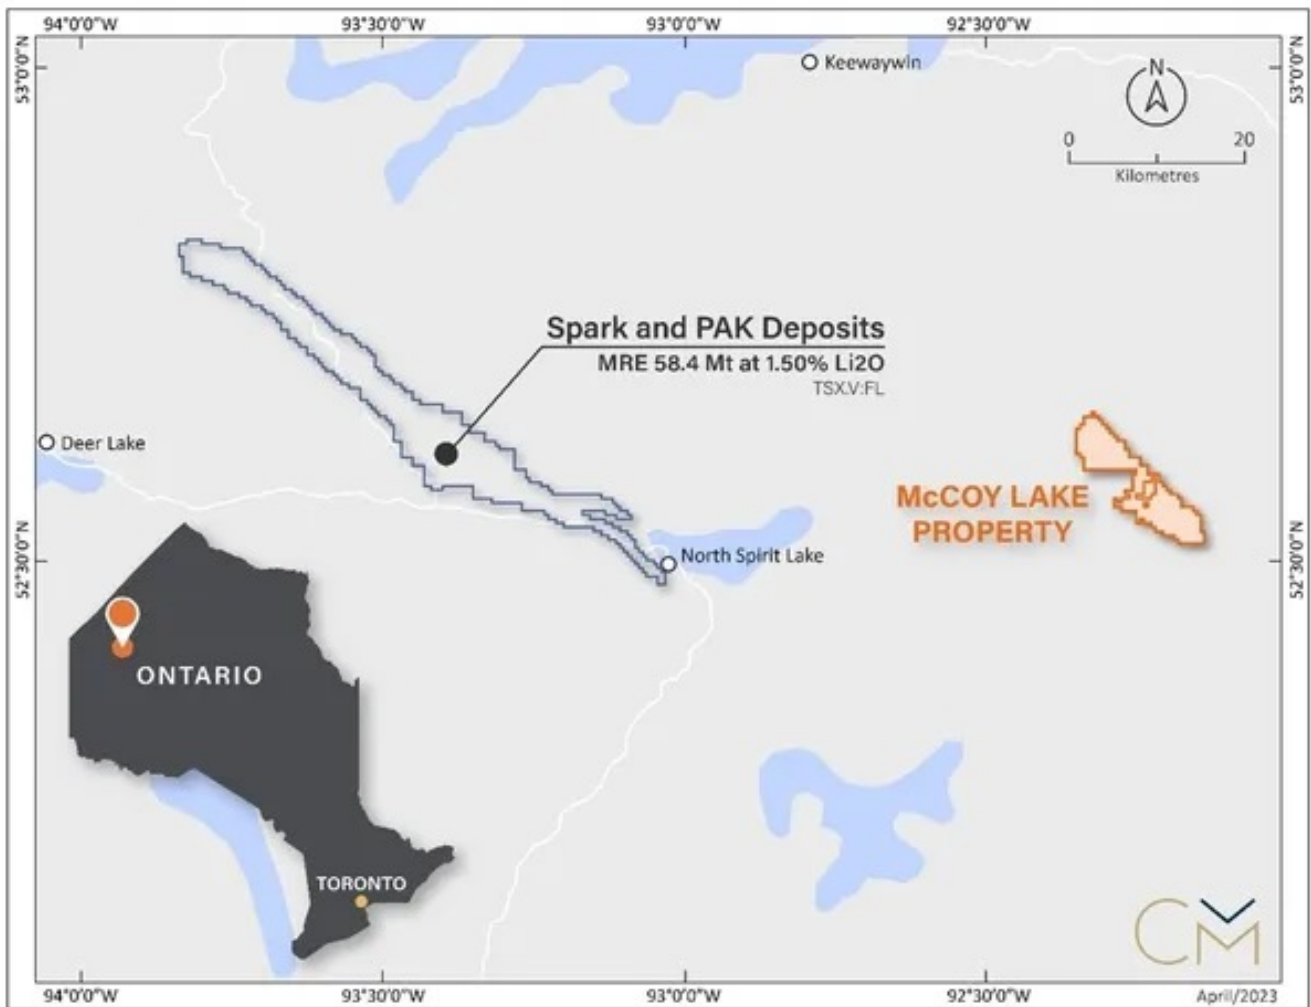 94°0'0"W 93°30'0"W 93°0'0"W 92°30'0"W
53°0'0"N
53°0'0"N
Keewaywin
N
0 20
Kilometres
Spark and PAK Deposits
MRE 58.4 Mt at 1.50% Li2O
TSX.V:FL
Deer Lake
McCOY LAKE
PROPERTY
North Spirit Lake
52°30'0"N
52°30'0"N
ONTARIO
TORONTO
CM
94°0'0"W 93°30'0"W 93°0'0"W 92°30'0"W
April/2023